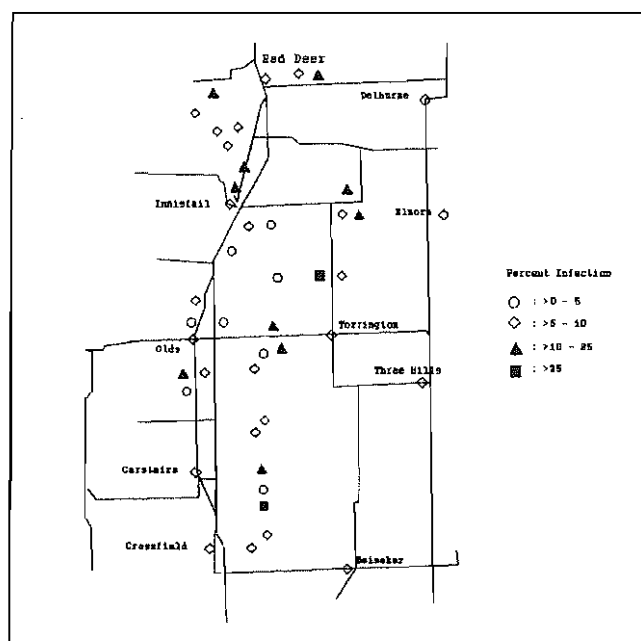 Red Deer
Delburne
Innisfail
Elnora
Percent Infection
: >0 - 5
: >5 - 10
: >10 - 25
: >25
Torrington
Olds
Three Hills
Carstairs
Crossfield
Beiseker